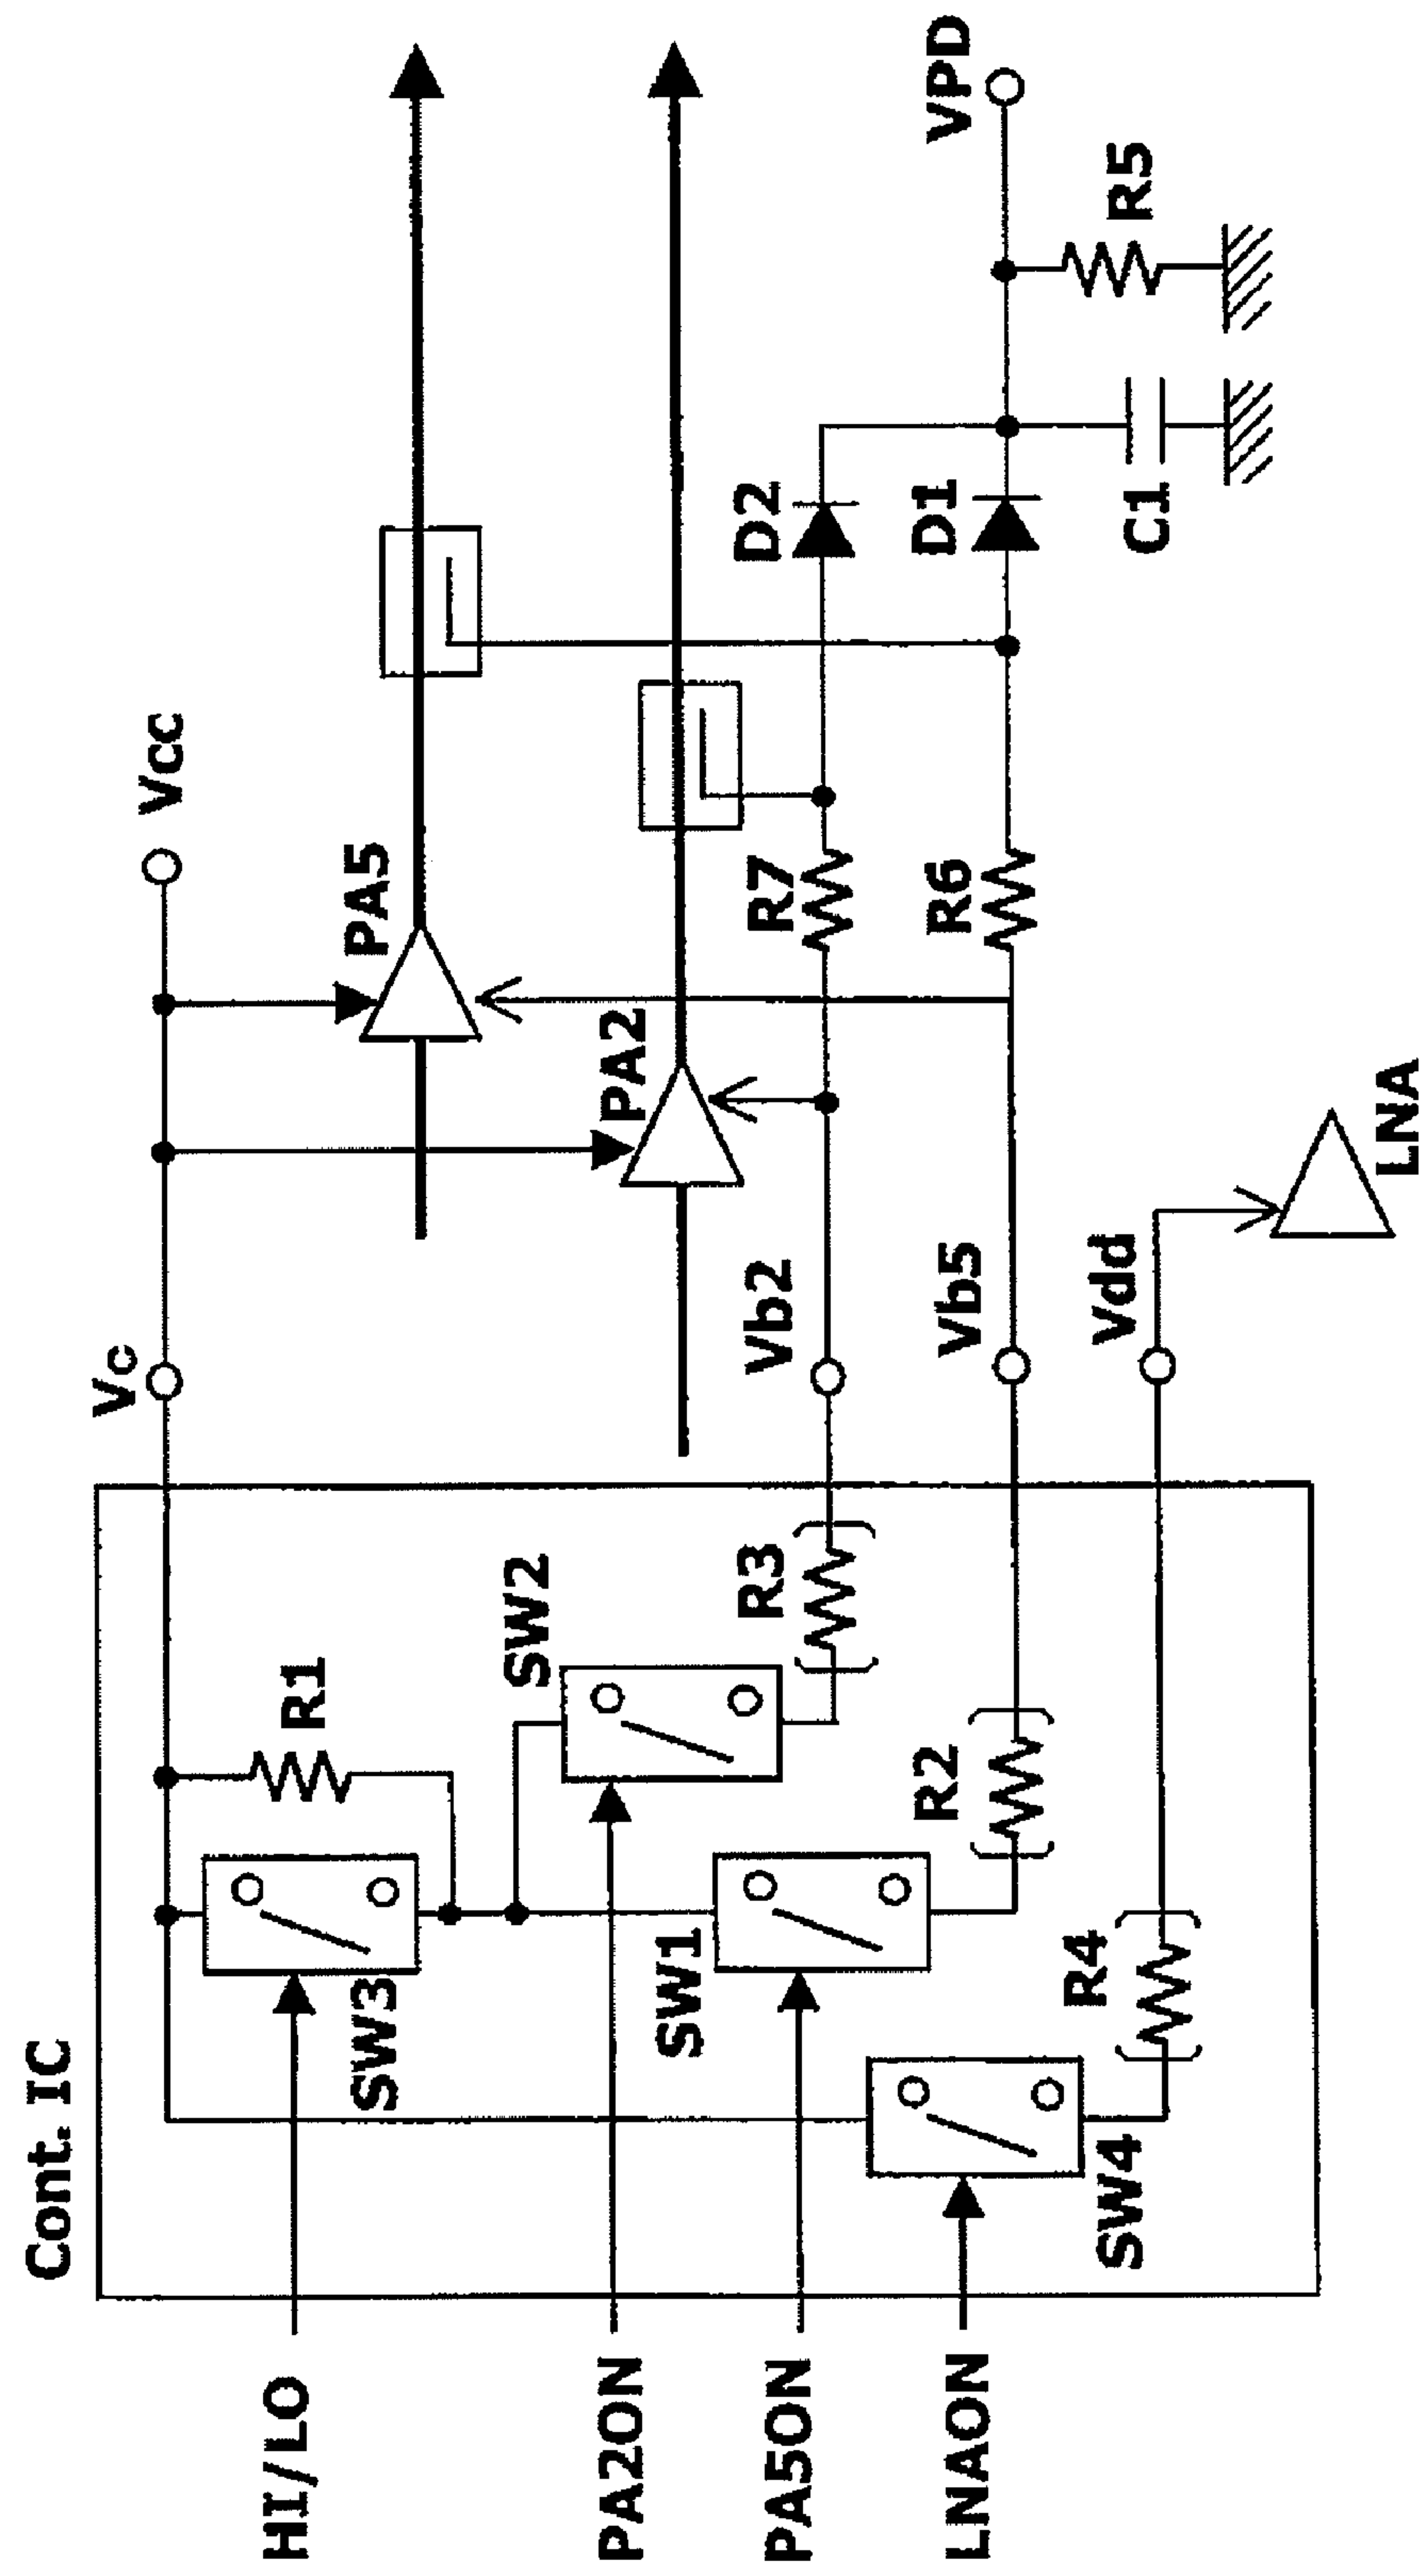 Cont. IC
HI/LO
PA2ON
PA5ON
LNAON
SW3
R1
SW2
SW1
SW4
R3
R2
R4
Vc
Vcc
Vb2
Vb5
Vdd
PA5
PA2
LNA
R7
R6
D2
D1
C1
R5
VPD